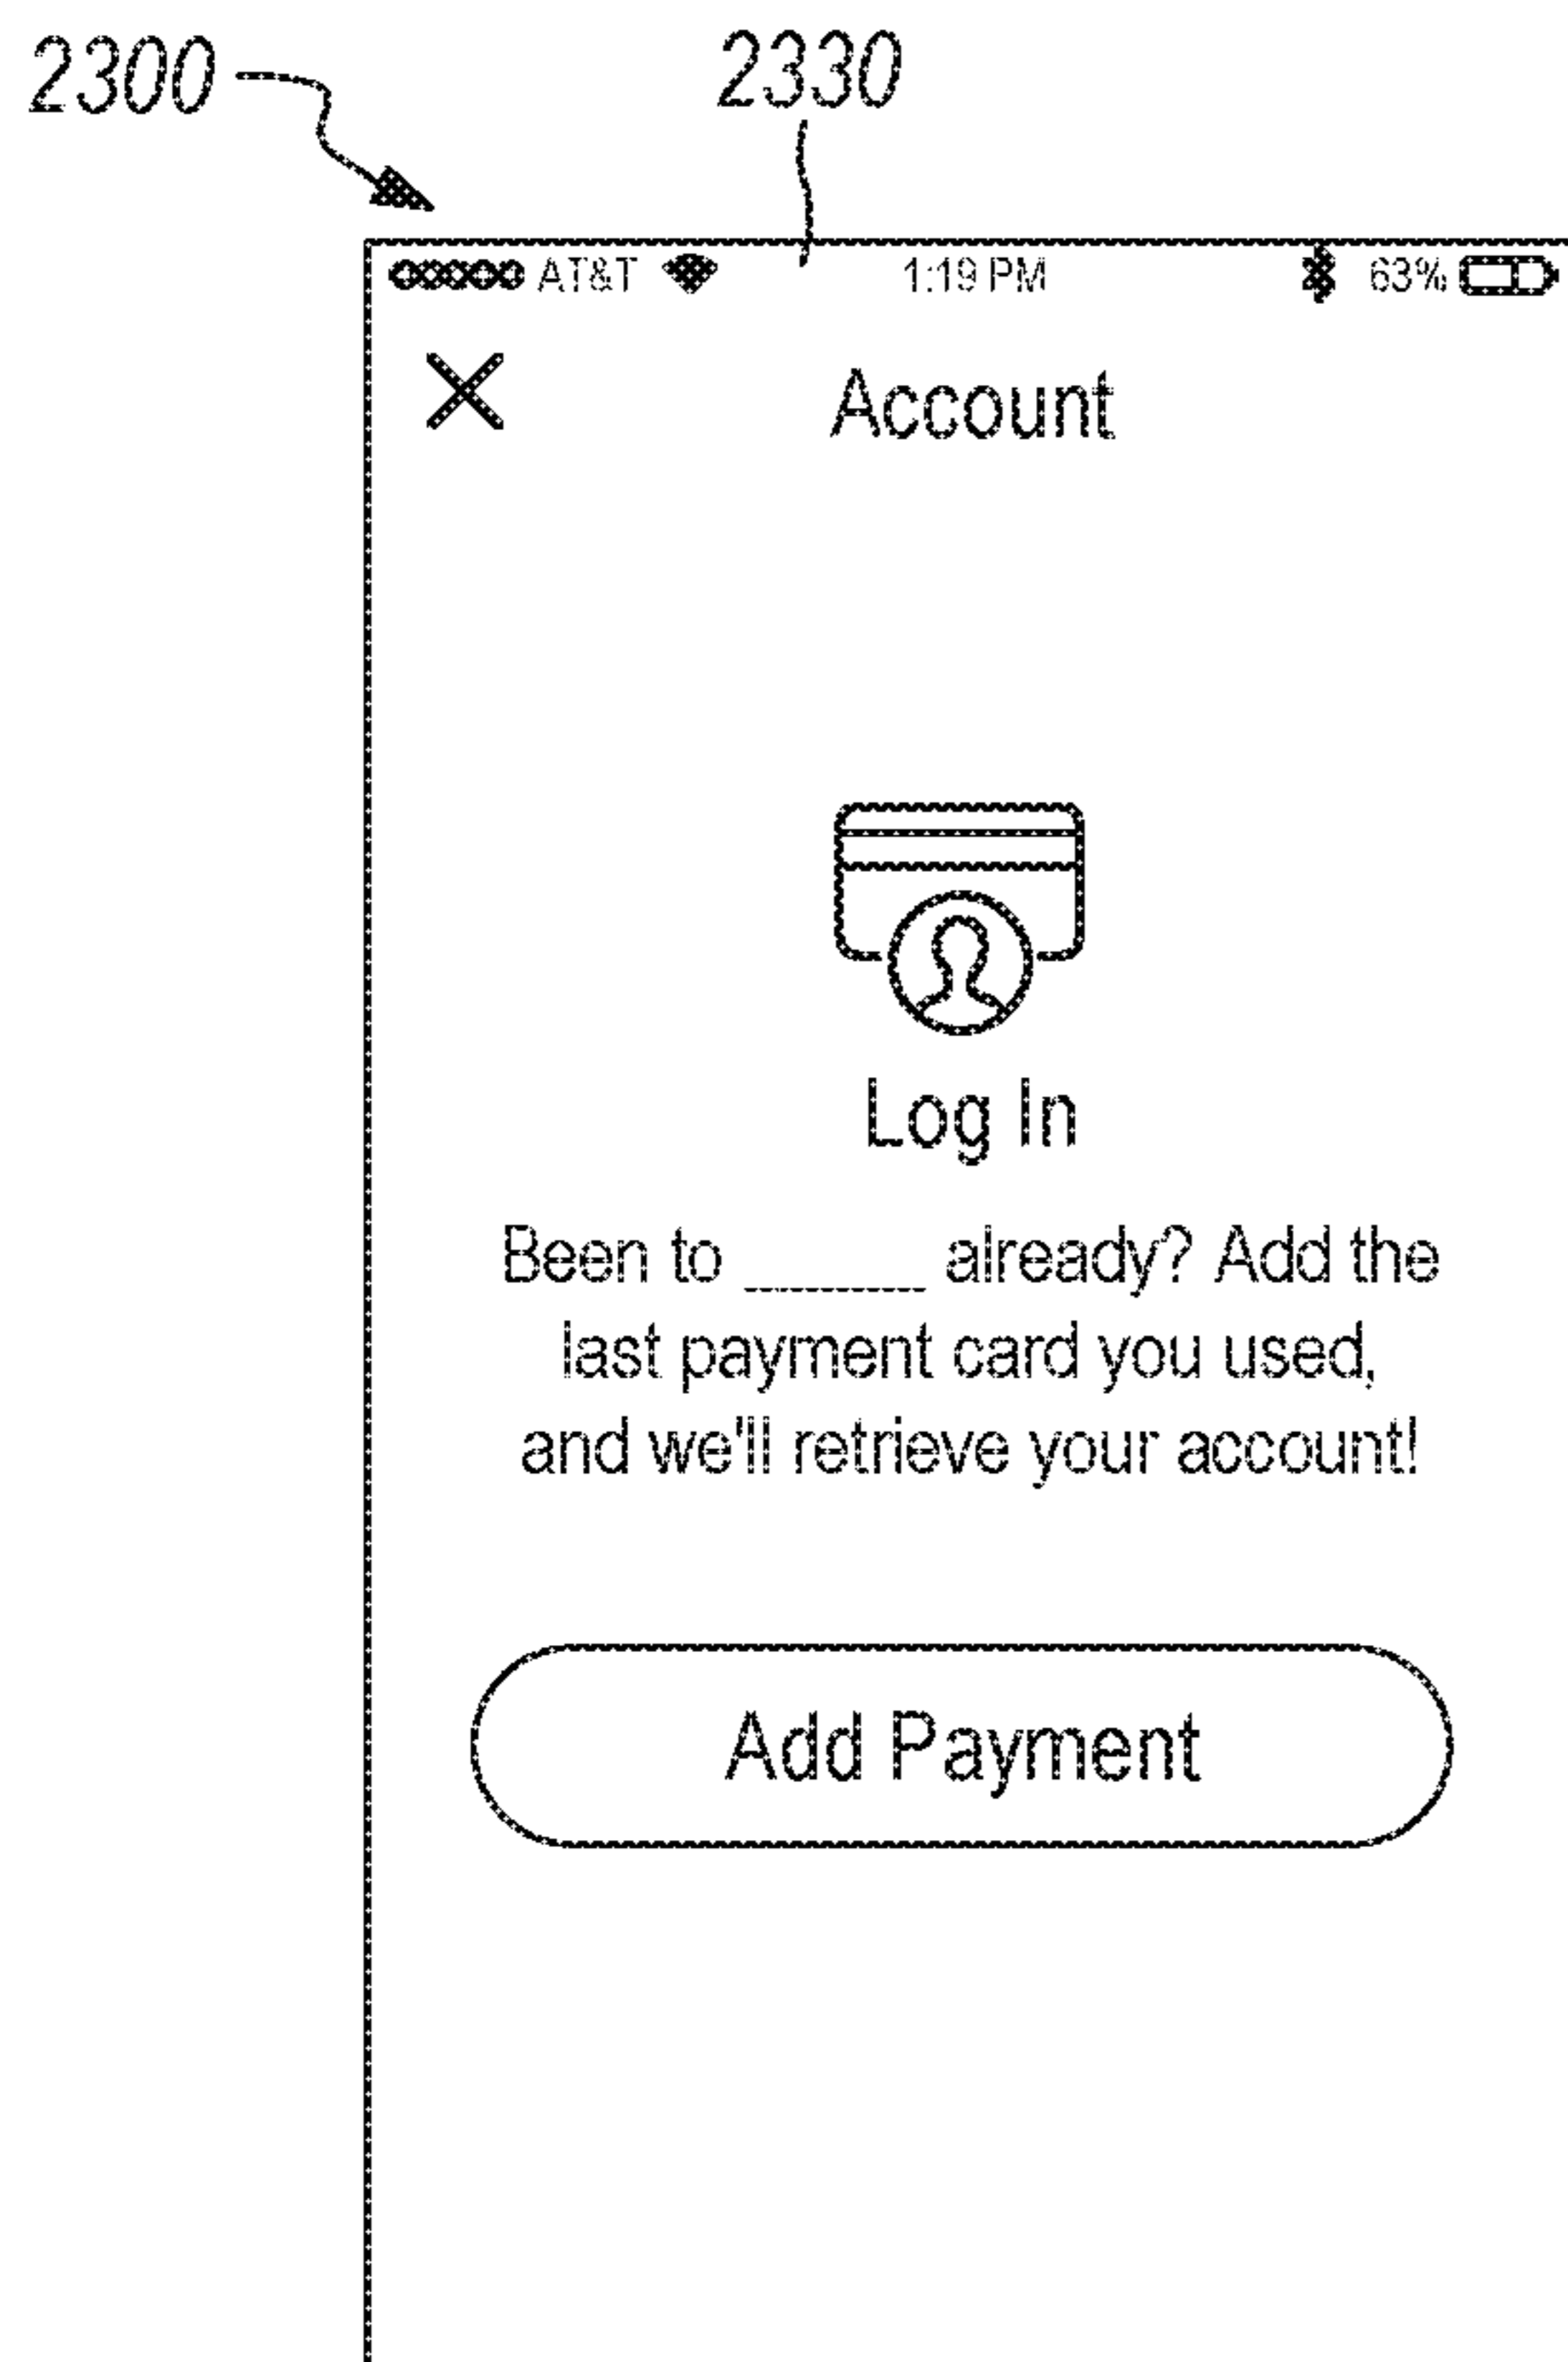 2300
2330
AT&T 1:19 PM 63%
Account
Log In
Been to ______ already? Add the
last payment card you used,
and we'll retrieve your account!
Add Payment